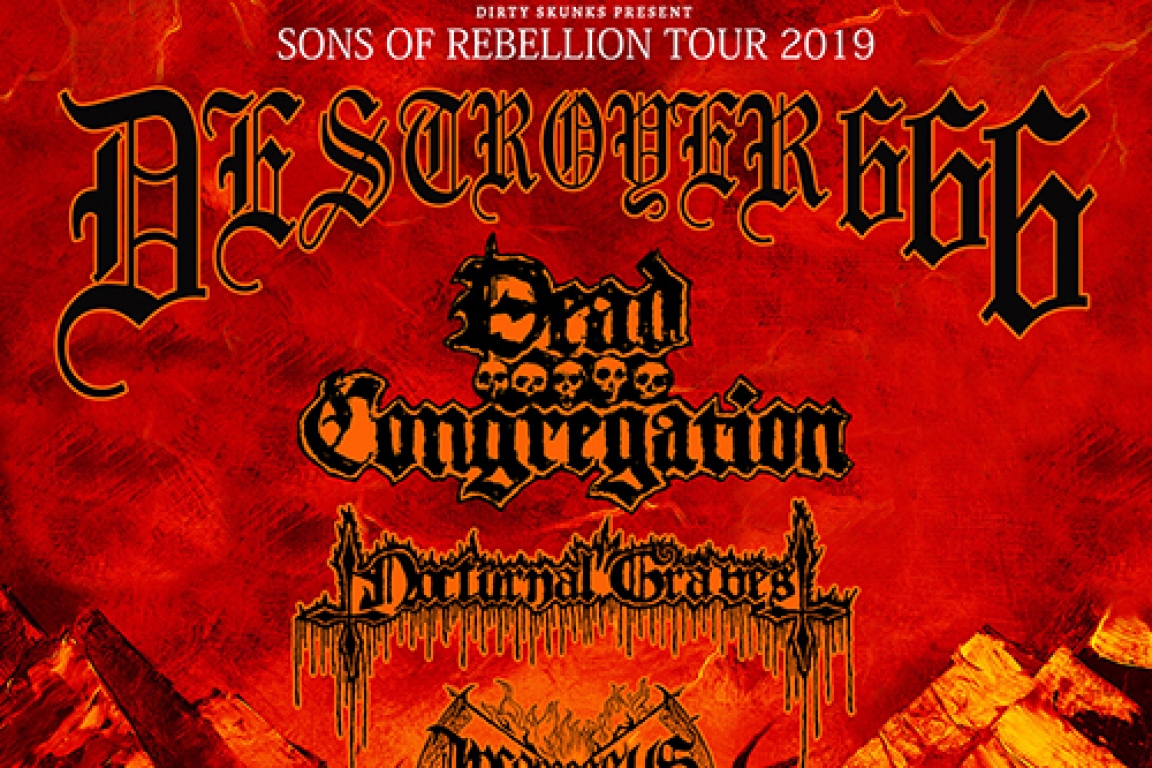 DIRTY SKUNKS PRESENT
SONS OF REBELLION TOUR 2019
DESTROYER 666
Dead
Congregation
Nocturnal Graves